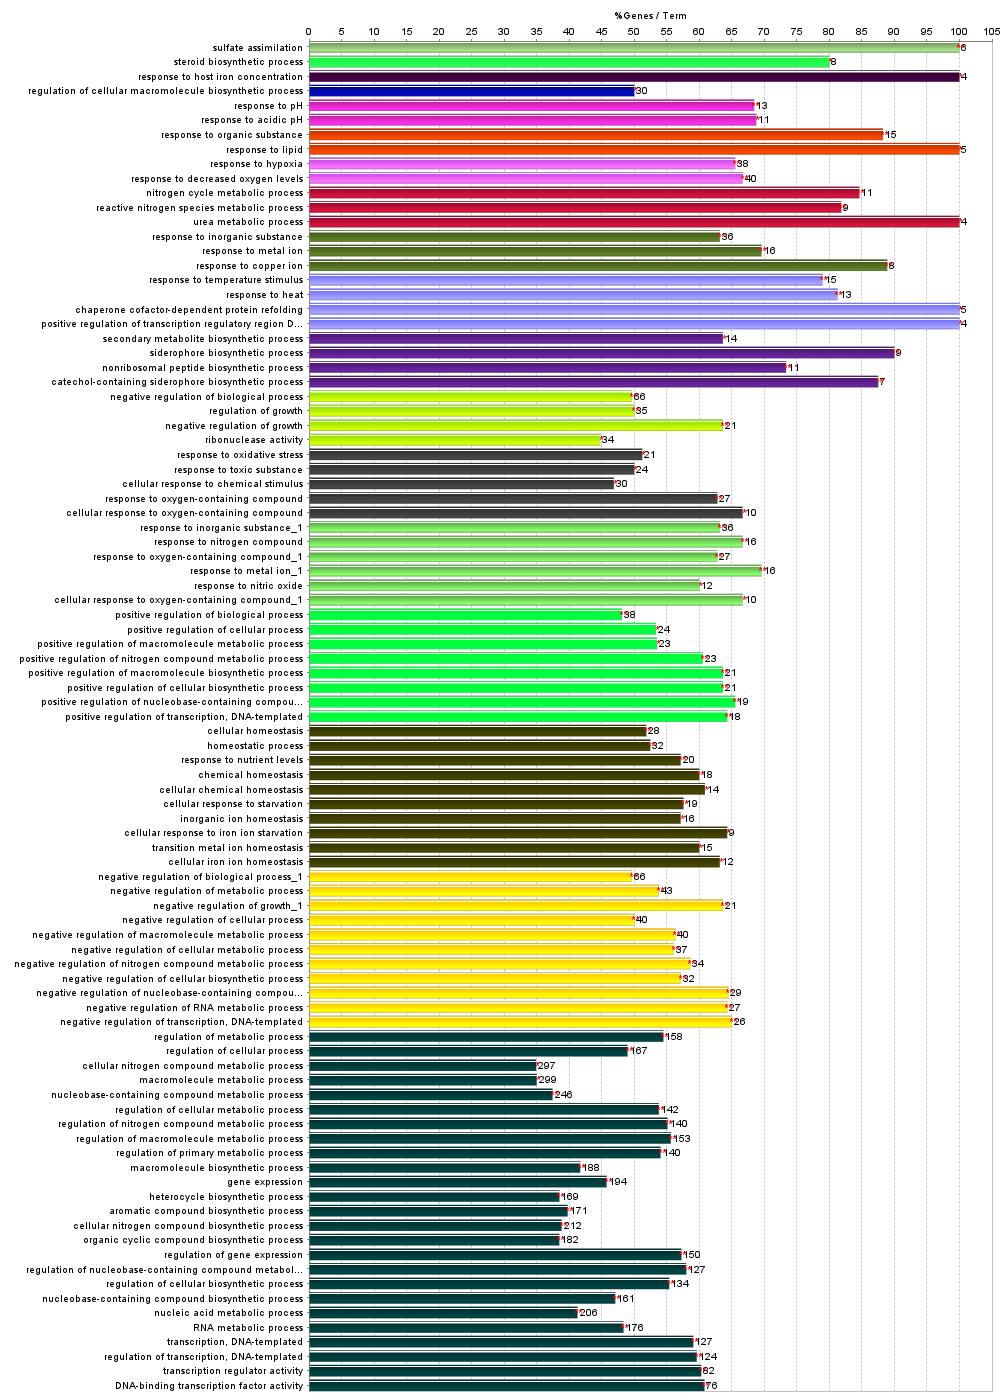 %Genes / Term
0 5 10 15 20 25 30 35 40 45 50 55 60 65 70 75 80 85 90 95 100 105
sulfate assimilation *6
steroid biosynthetic process *8
response to host iron concentration *4
regulation of cellular macromolecule biosynthetic process *30
response to pH **13
response to acidic pH *11
response to organic substance **15
response to lipid *5
response to hypoxia **38
response to decreased oxygen levels **40
nitrogen cycle metabolic process **11
reactive nitrogen species metabolic process *9
urea metabolic process *4
response to inorganic substance **36
response to metal ion **16
response to copper ion *8
response to temperature stimulus **15
response to heat **13
chaperone cofactor-dependent protein refolding *5
positive regulation of transcription regulatory region D... *4
secondary metabolite biosynthetic process **14
siderophore biosynthetic process **9
nonribosomal peptide biosynthetic process **11
catechol-containing siderophore biosynthetic process *7
negative regulation of biological process **66
regulation of growth **35
negative regulation of growth **21
ribonuclease activity *34
response to oxidative stress *21
response to toxic substance *24
cellular response to chemical stimulus *30
response to oxygen-containing compound **27
cellular response to oxygen-containing compound *10
response to inorganic substance_1 **36
response to nitrogen compound **16
response to oxygen-containing compound_1 **27
response to metal ion_1 **16
response to nitric oxide *12
cellular response to oxygen-containing compound_1 *10
positive regulation of biological process **38
positive regulation of cellular process *24
positive regulation of macromolecule metabolic process *23
positive regulation of nitrogen compound metabolic process **23
positive regulation of macromolecule biosynthetic process **21
positive regulation of cellular biosynthetic process **21
positive regulation of nucleobase-containing compou... **19
positive regulation of transcription, DNA-templated **18
cellular homeostasis **28
homeostatic process **32
response to nutrient levels **20
chemical homeostasis **18
cellular chemical homeostasis *14
cellular response to starvation **19
inorganic ion homeostasis *16
cellular response to iron ion starvation *9
transition metal ion homeostasis *15
cellular iron ion homeostasis *12
negative regulation of biological process_1 **66
negative regulation of metabolic process **43
negative regulation of growth_1 **21
negative regulation of cellular process **40
negative regulation of macromolecule metabolic process **40
negative regulation of cellular metabolic process **37
negative regulation of nitrogen compound metabolic process **34
negative regulation of cellular biosynthetic process **32
negative regulation of nucleobase-containing compou... **29
negative regulation of RNA metabolic process **27
negative regulation of transcription, DNA-templated **26
regulation of metabolic process **158
regulation of cellular process **167
cellular nitrogen compound metabolic process *297
macromolecule metabolic process *299
nucleobase-containing compound metabolic process **246
regulation of cellular metabolic process **142
regulation of nitrogen compound metabolic process **140
regulation of macromolecule metabolic process **153
regulation of primary metabolic process **140
macromolecule biosynthetic process **188
gene expression **194
heterocycle biosynthetic process **169
aromatic compound biosynthetic process **171
cellular nitrogen compound biosynthetic process **212
organic cyclic compound biosynthetic process **182
regulation of gene expression **150
regulation of nucleobase-containing compound metabol... **127
regulation of cellular biosynthetic process **134
nucleobase-containing compound biosynthetic process **161
nucleic acid metabolic process **206
RNA metabolic process **176
transcription, DNA-templated **127
regulation of transcription, DNA-templated **124
transcription regulator activity **82
DNA-binding transcription factor activity **76